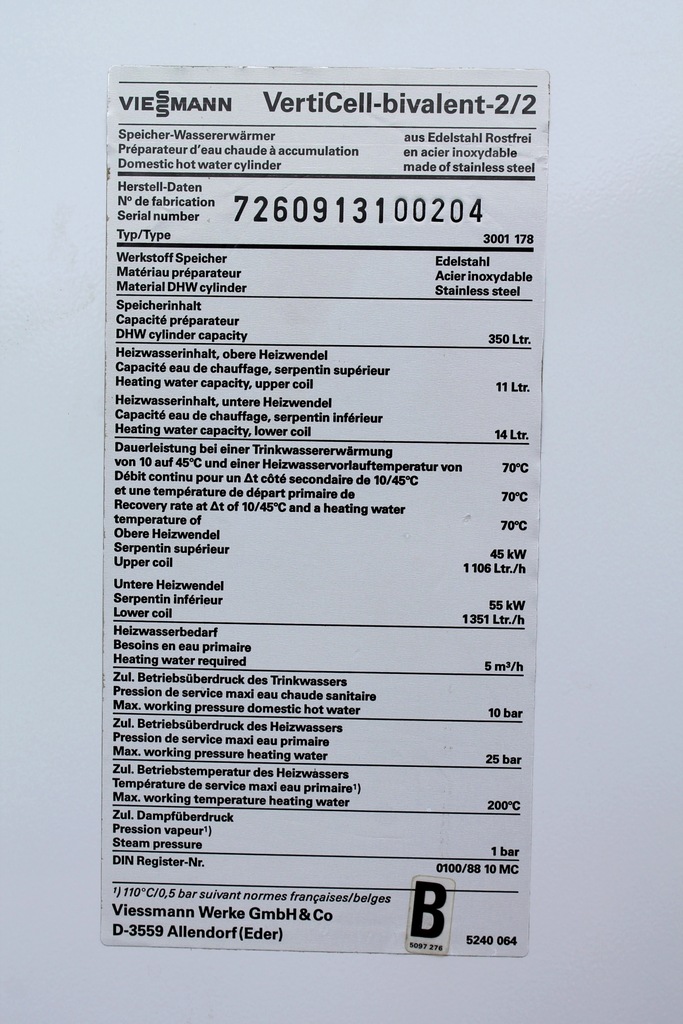 VIESSMANN VertiCell-bivalent-2/2
Speicher-Wassererwärmer aus Edelstahl Rostfrei
Préparateur d'eau chaude à accumulation en acier inoxydable
Domestic hot water cylinder made of stainless steel
Herstell-Daten
Nº de fabrication
Serial number 7260913100204
Typ/Type 3001 178
Werkstoff Speicher Edelstahl
Matériau préparateur Acier inoxydable
Material DHW cylinder Stainless steel
Speicherinhalt
Capacité préparateur
DHW cylinder capacity 350 Ltr.
Heizwasserinhalt, obere Heizwendel
Capacité eau de chauffage, serpentin supérieur
Heating water capacity, upper coil 11 Ltr.
Heizwasserinhalt, untere Heizwendel
Capacité eau de chauffage, serpentin inférieur
Heating water capacity, lower coil 14 Ltr.
Dauerleistung bei einer Trinkwassererwärmung
von 10 auf 45°C und einer Heizwasservorlauftemperatur von 70°C
Débit continu pour un Δt côté secondaire de 10/45°C
et une température de départ primaire de 70°C
Recovery rate at Δt of 10/45°C and a heating water
temperature of 70°C
Obere Heizwendel
Serpentin supérieur 45 kW
Upper coil 1106 Ltr./h
Untere Heizwendel
Serpentin inférieur 55 kW
Lower coil 1351 Ltr./h
Heizwasserbedarf
Besoins en eau primaire
Heating water required 5 m³/h
Zul. Betriebsüberdruck des Trinkwassers
Pression de service maxi eau chaude sanitaire
Max. working pressure domestic hot water 10 bar
Zul. Betriebsüberdruck des Heizwassers
Pression de service maxi eau primaire
Max. working pressure heating water 25 bar
Zul. Betriebstemperatur des Heizwassers
Température de service maxi eau primaire¹)
Max. working temperature heating water 200°C
Zul. Dampfüberdruck
Pression vapeur¹)
Steam pressure 1 bar
DIN Register-Nr. 0100/88 10 MC
¹) 110°C/0,5 bar suivant normes françaises/belges
Viessmann Werke GmbH & Co
D-3559 Allendorf (Eder)
B
5097 276
5240 064